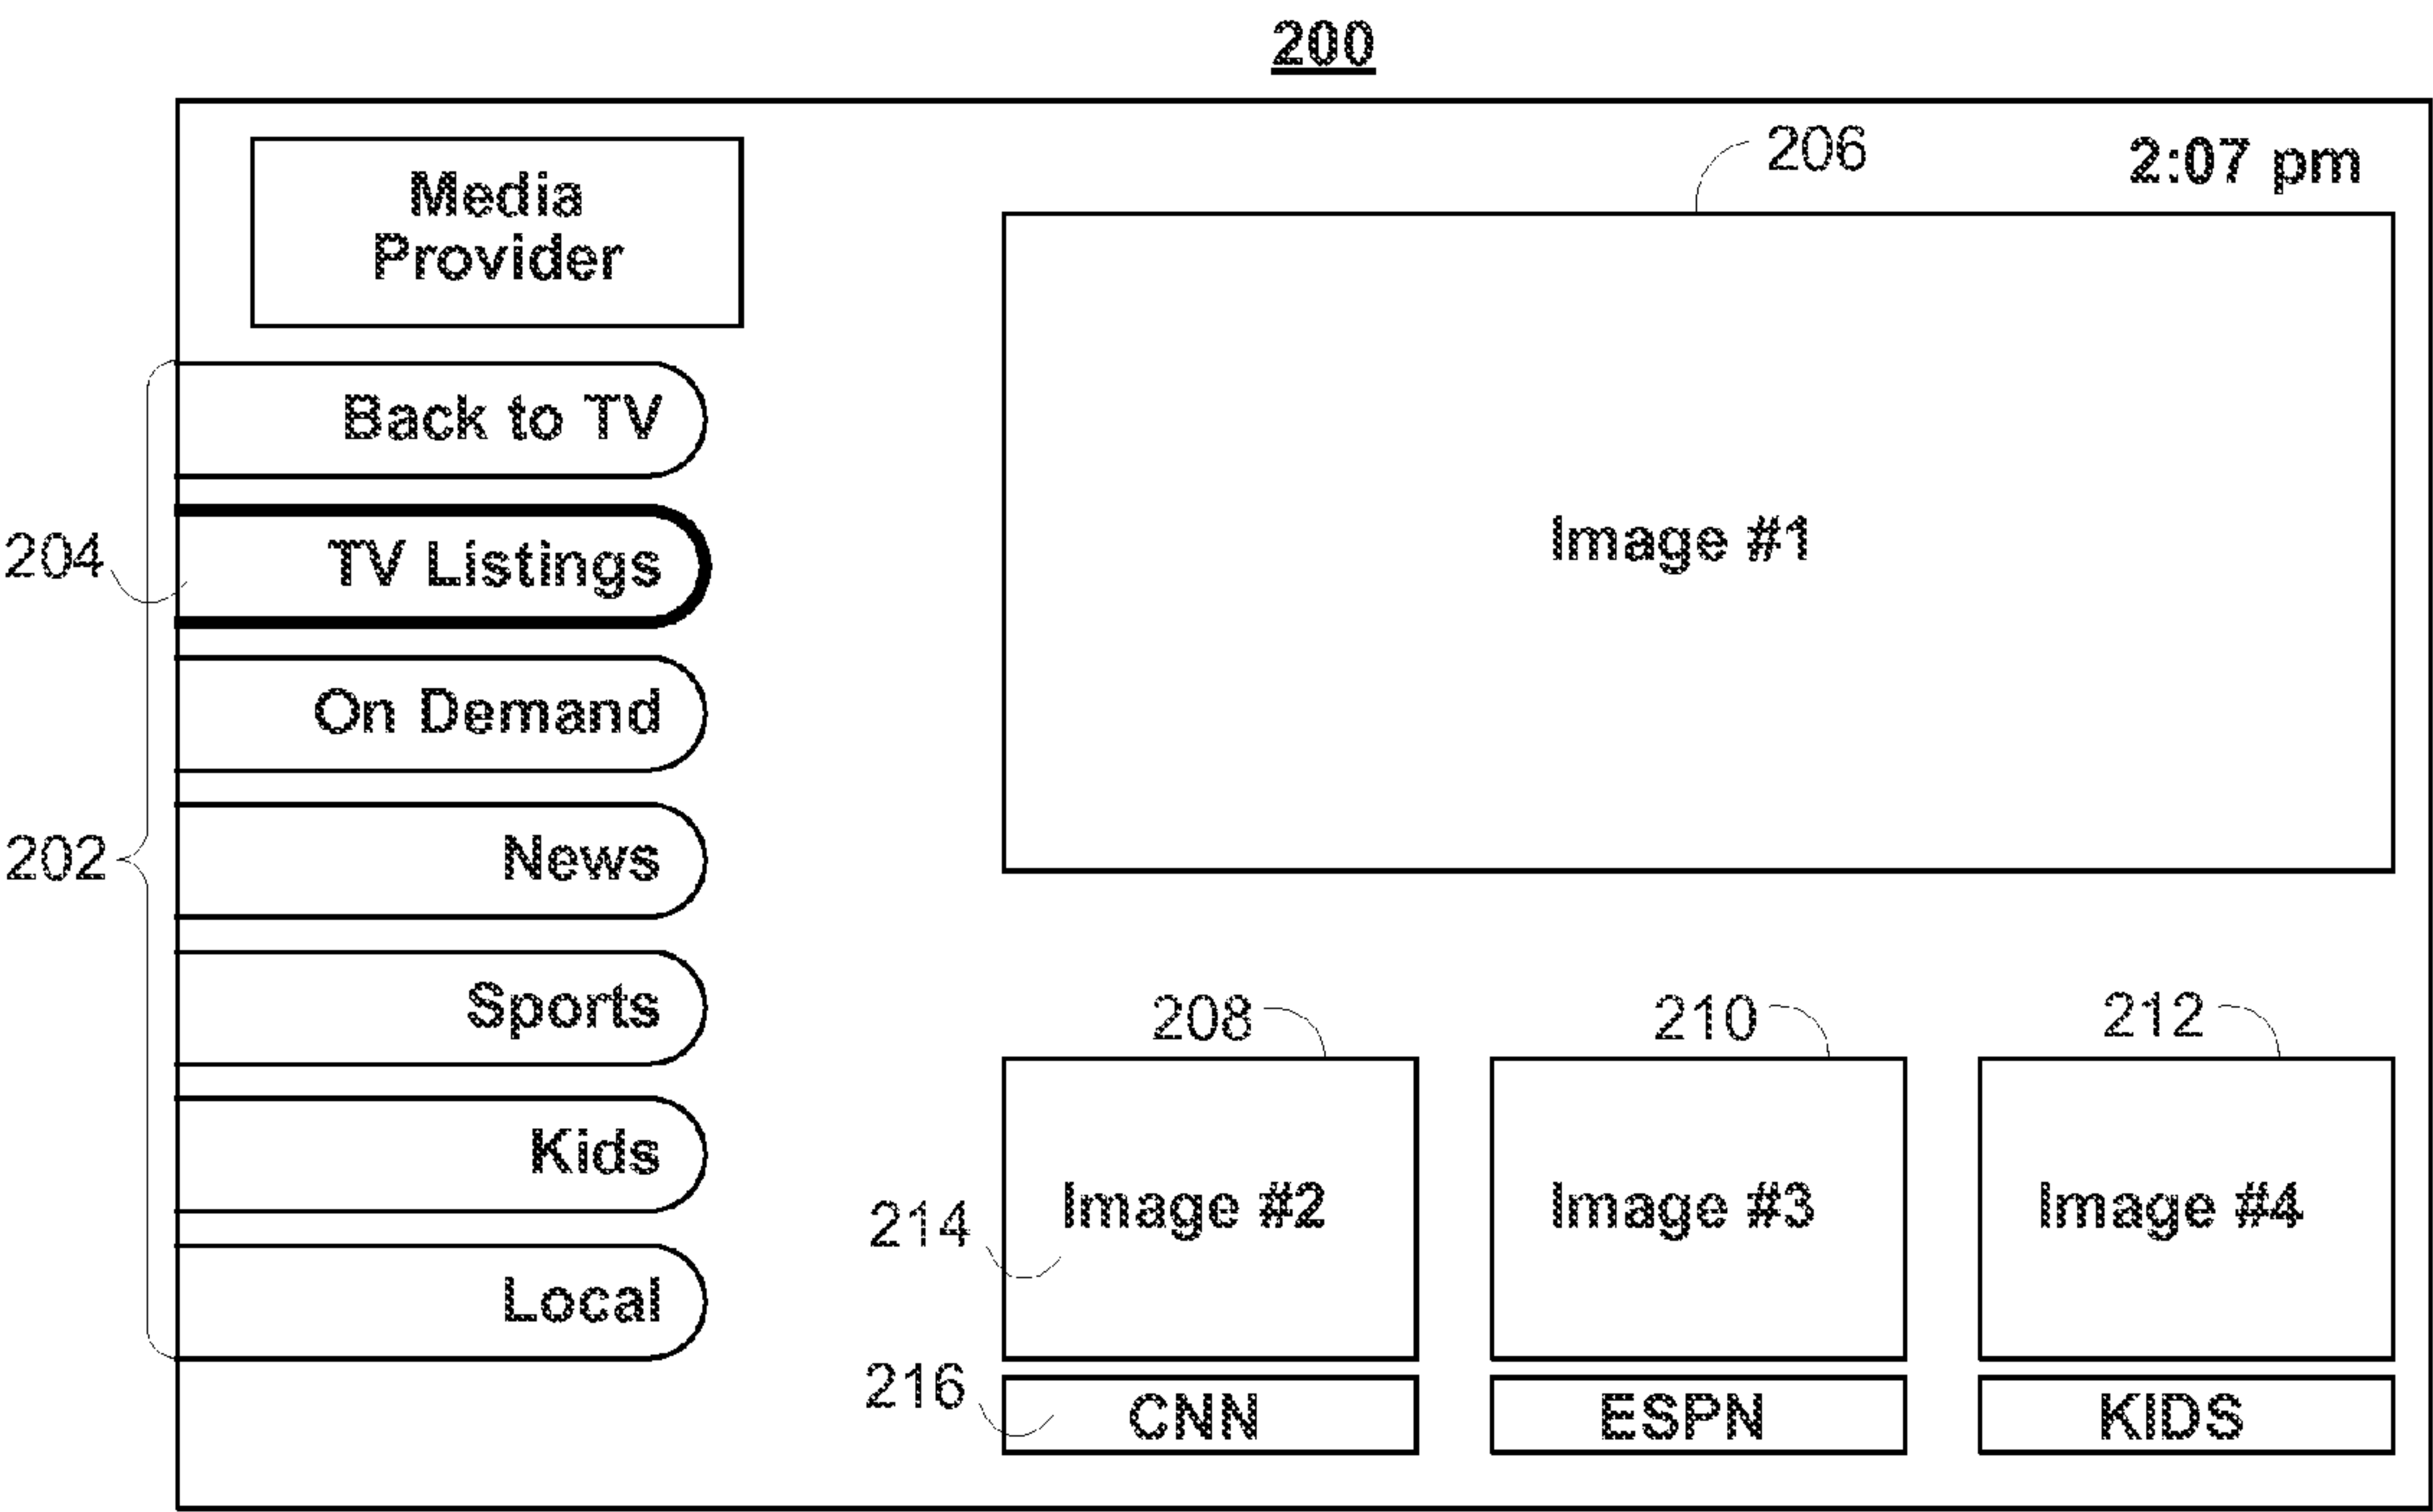 200
Media
Provider
206
2:07 pm
Back to TV
204
TV Listings
Image #1
On Demand
202
News
Sports
208
210
212
Kids
214
Image #2
Image #3
Image #4
Local
216
CNN
ESPN
KIDS